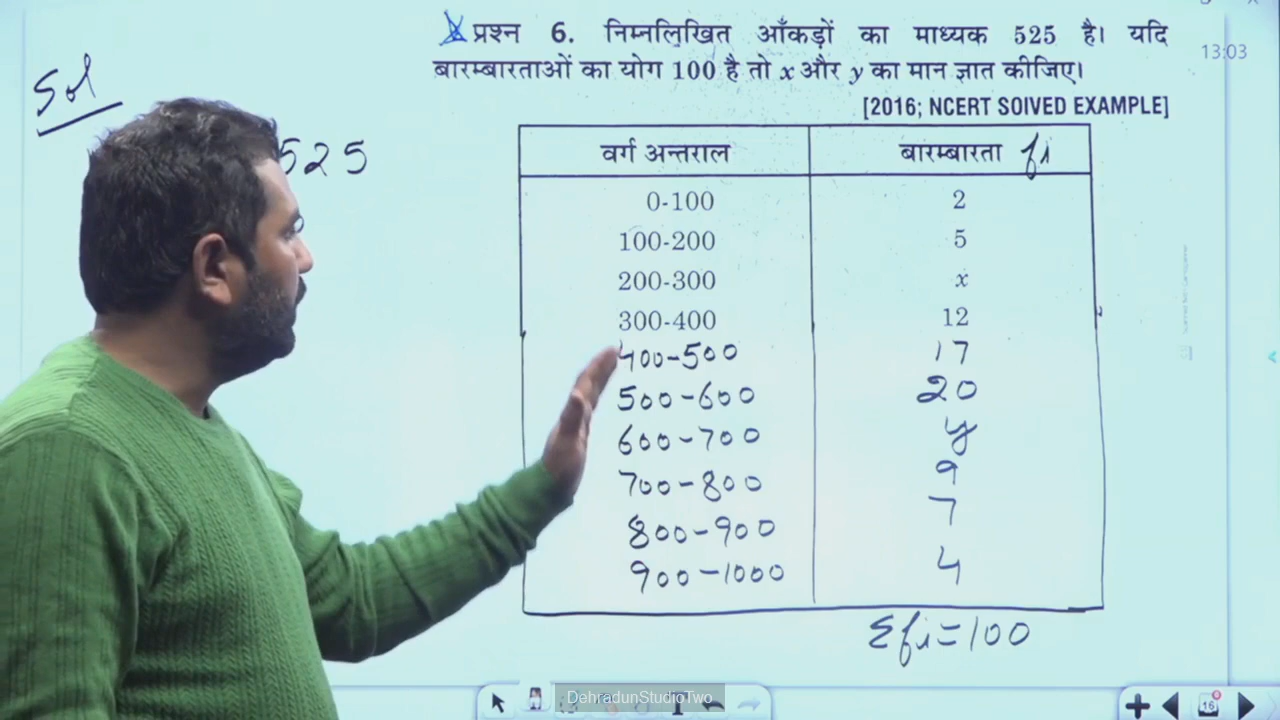 प्रश्न 6. निम्नलिखित आँकड़ों का माध्यक 525 है। यदि
13:03
बारम्बारताओं का योग 100 है तो x और y का मान ज्ञात कीजिए।
Sol
[2016; NCERT SOIVED EXAMPLE]
525
वर्ग अन्तराल बारम्बारता fi
0-100 2
100-200 5
200-300 x
300-400 12
400-500 17
500-600 20
600-700 y
700-800 9
800-900 7
900-1000 4
Σfi=100
DehradunStudioTwo
T
16